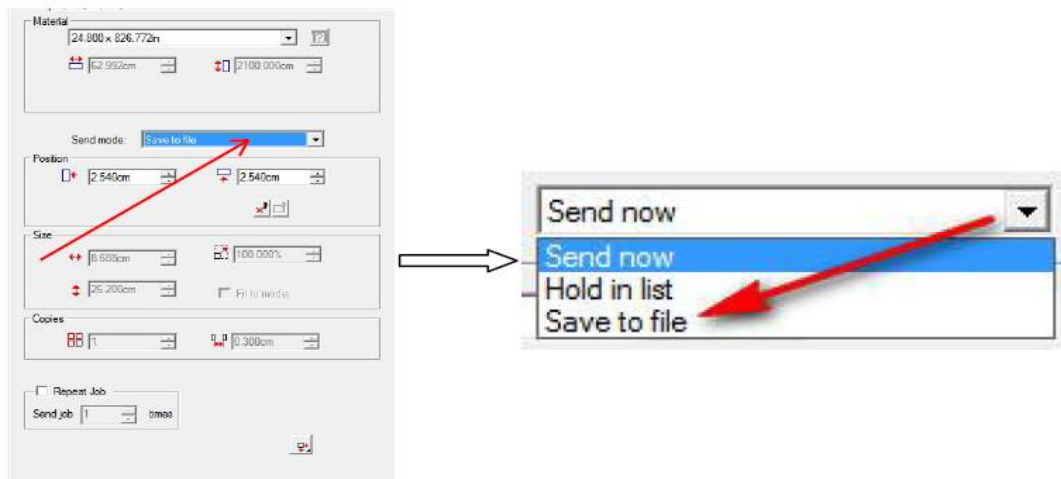 Material
24.800 x 826.772in
62.992cm
2100.000cm
Send mode: Save to file
Position
2.540cm
2.540cm
Size
8.688cm
100.000%
26.200cm
Fit to media
Copies
1
0.300cm
Repeat Job
Send job 1 times
Send now
Send now
Hold in list
Save to file